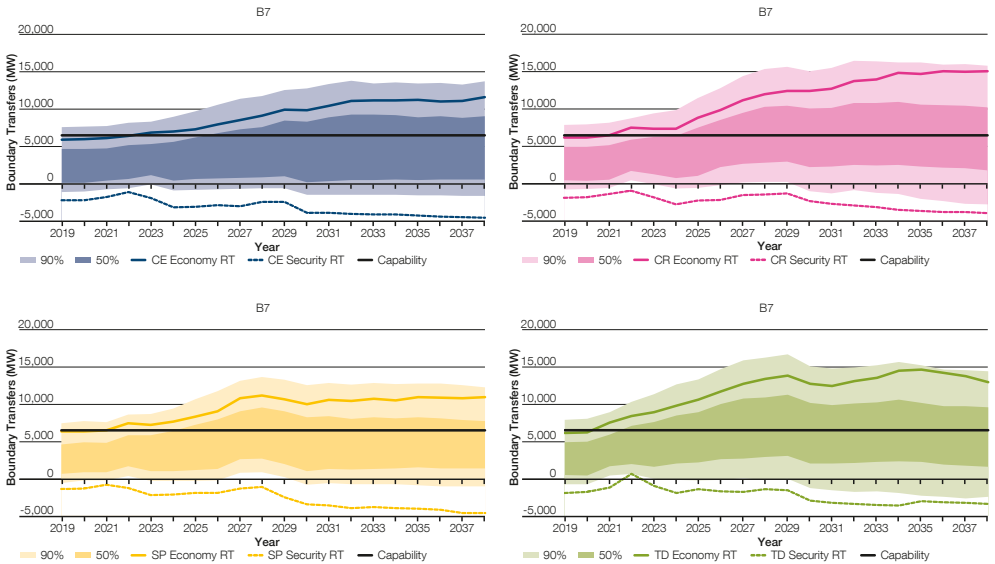 B7
20,000
15,000
10,000
5,000
0
-5,000
Boundary Transfers (MW)
2019 2021 2023 2025 2027 2029 2031 2033 2035 2037
Year
90% 50% CE Economy RT CE Security RT Capability
B7
20,000
15,000
10,000
5,000
0
-5,000
Boundary Transfers (MW)
2019 2021 2023 2025 2027 2029 2031 2033 2035 2037
Year
90% 50% CR Economy RT CR Security RT Capability
B7
20,000
15,000
10,000
5,000
0
-5,000
Boundary Transfers (MW)
2019 2021 2023 2025 2027 2029 2031 2033 2035 2037
Year
90% 50% SP Economy RT SP Security RT Capability
B7
20,000
15,000
10,000
5,000
0
-5,000
Boundary Transfers (MW)
2019 2021 2023 2025 2027 2029 2031 2033 2035 2037
Year
90% 50% TD Economy RT TD Security RT Capability